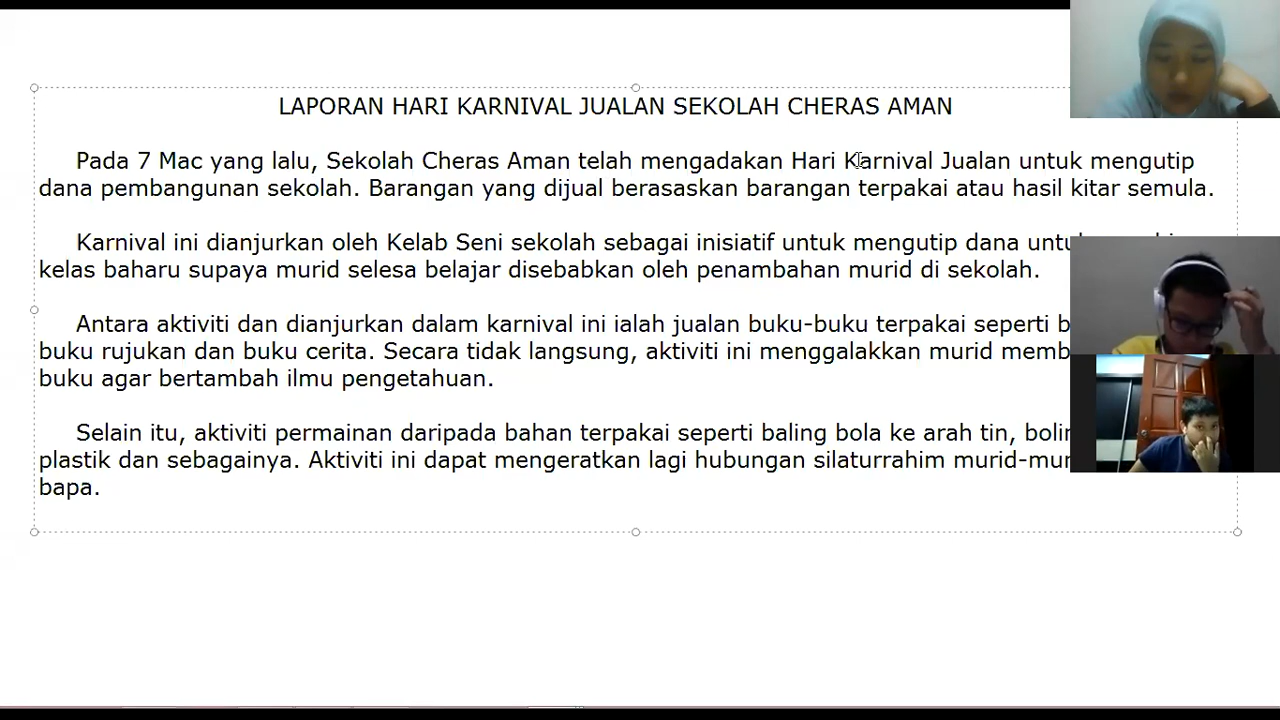 LAPORAN HARI KARNIVAL JUALAN SEKOLAH CHERAS AMAN
Pada 7 Mac yang lalu, Sekolah Cheras Aman telah mengadakan Hari Karnival Jualan untuk mengutip
dana pembangunan sekolah. Barangan yang dijual berasaskan barangan terpakai atau hasil kitar semula.
Karnival ini dianjurkan oleh Kelab Seni sekolah sebagai inisiatif untuk mengutip dana
kelas baharu supaya murid selesa belajar disebabkan oleh penambahan murid di sekolah.
Antara aktiviti dan dianjurkan dalam karnival ini ialah jualan buku-buku terpakai seperti
buku rujukan dan buku cerita. Secara tidak langsung, aktiviti ini menggalakkan murid
buku agar bertambah ilmu pengetahuan.
Selain itu, aktiviti permainan daripada bahan terpakai seperti baling bola ke arah tin,
plastik dan sebagainya. Aktiviti ini dapat mengeratkan lagi hubungan silaturrahim
bapa.